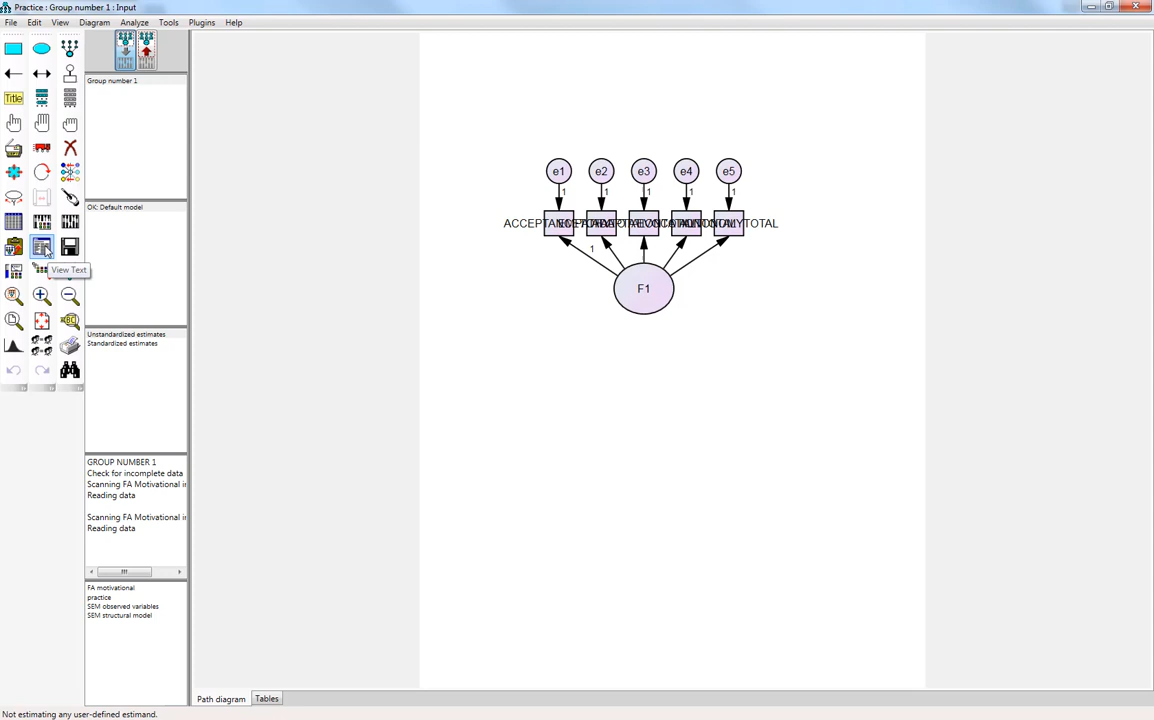 Practice : Group number 1 : Input
File Edit View Diagram Analyze Tools Plugins Help
Title
Group number 1
OK: Default model
View Text
Unstandardized estimates
Standardized estimates
GROUP NUMBER 1
Check for incomplete data
Scanning FA Motivational in
Reading data
Scanning FA Motivational in
Reading data
FA motivational
practice
SEM observed variables
SEM structural model
e1 e2 e3 e4 e5
1 1 1 1 1
1
F1
Path diagram Tables
Not estimating any user-defined estimand.